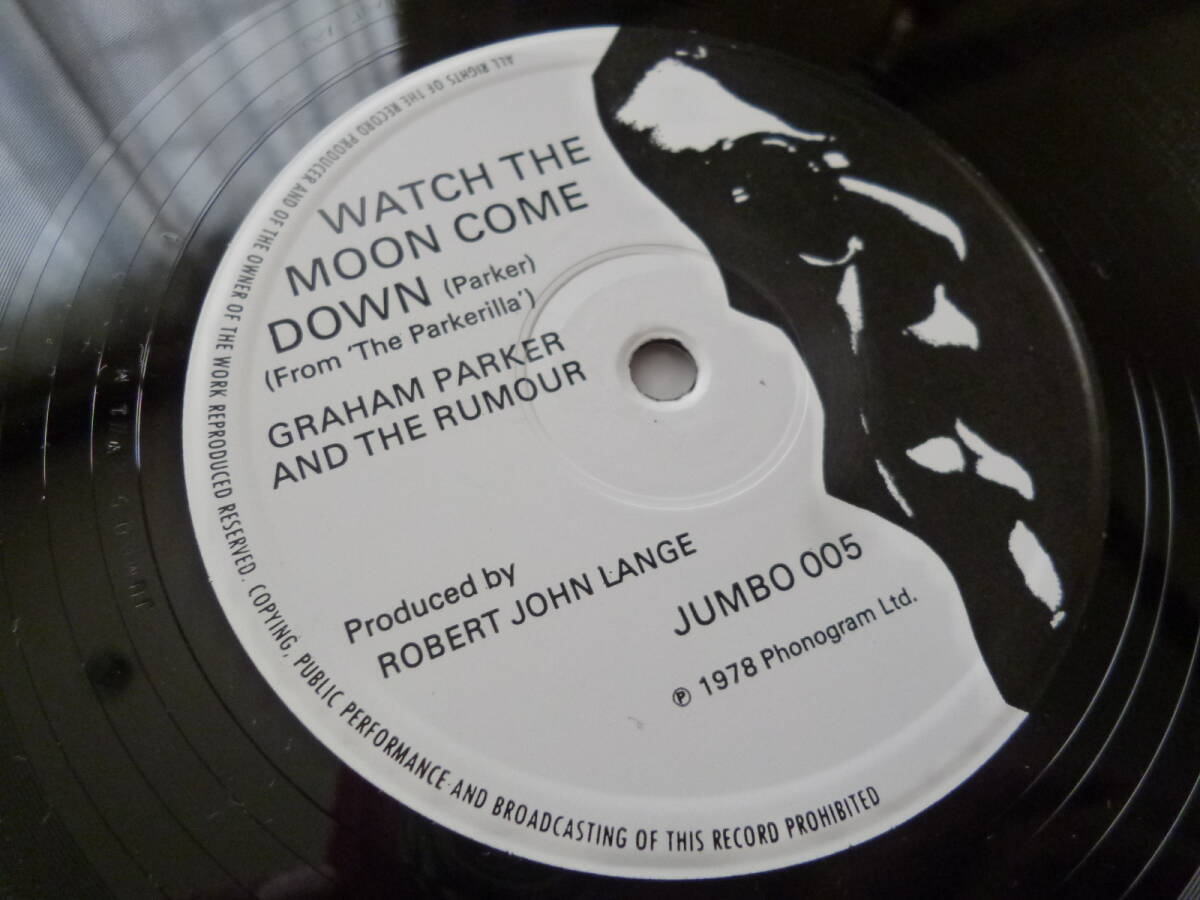 WATCH THE
MOON COME
DOWN (Parker)
(From 'The Parkerilla')
GRAHAM PARKER
AND THE RUMOUR
Produced by
ROBERT JOHN LANGE
JUMBO 005
℗ 1978 Phonogram Ltd.
ALL RIGHTS OF THE RECORD PRODUCER AND OF THE OWNER OF THE WORK REPRODUCED RESERVED. COPYING, PUBLIC PERFORMANCE AND BROADCASTING OF THIS RECORD PROHIBITED